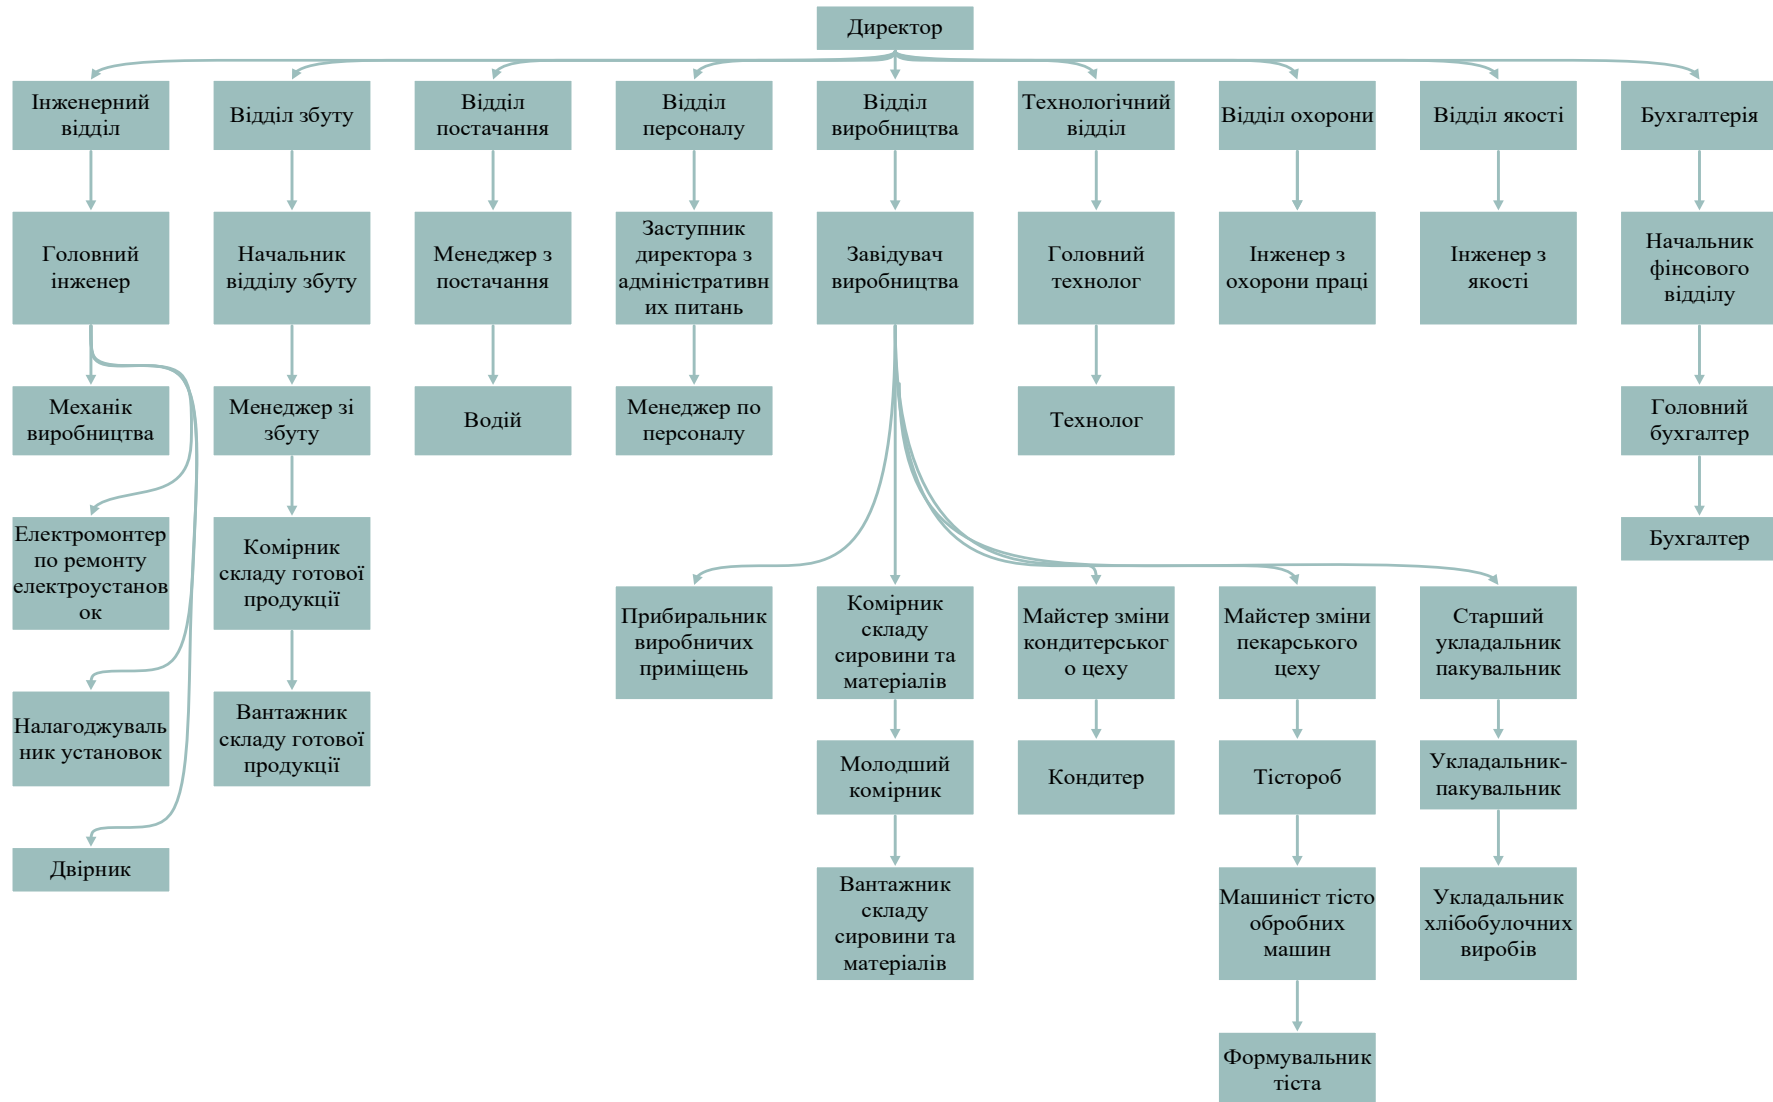 Директор
Інженерний
відділ
Відділ збуту
Відділ
постачання
Відділ
персоналу
Відділ
виробництва
Технологічний
відділ
Відділ охорони
Відділ якості
Бухгалтерія
Головний
інженер
Начальник
відділу збуту
Менеджер з
постачання
Заступник
директора з
адміністративн
их питань
Завідувач
виробництва
Головний
технолог
Інженер з
охорони праці
Інженер з
якості
Начальник
фінсового
відділу
Механік
виробництва
Менеджер зі
збуту
Водій
Менеджер по
персоналу
Технолог
Головний
бухгалтер
Електромонтер
по ремонту
електроустанов
ок
Комірник
складу готової
продукції
Бухгалтер
Прибиральник
виробничих
приміщень
Комірник
складу
сировини та
матеріалів
Майстер зміни
кондитерськог
о цеху
Майстер зміни
пекарського
цеху
Старший
укладальник
пакувальник
Налагоджуваль
ник установок
Вантажник
складу готової
продукції
Молодший
комірник
Кондитер
Тістороб
Укладальник-
пакувальник
Двірник
Вантажник
складу
сировини та
матеріалів
Машиніст тісто
обробних
машин
Укладальник
хлібобулочних
виробів
Формувальник
тіста